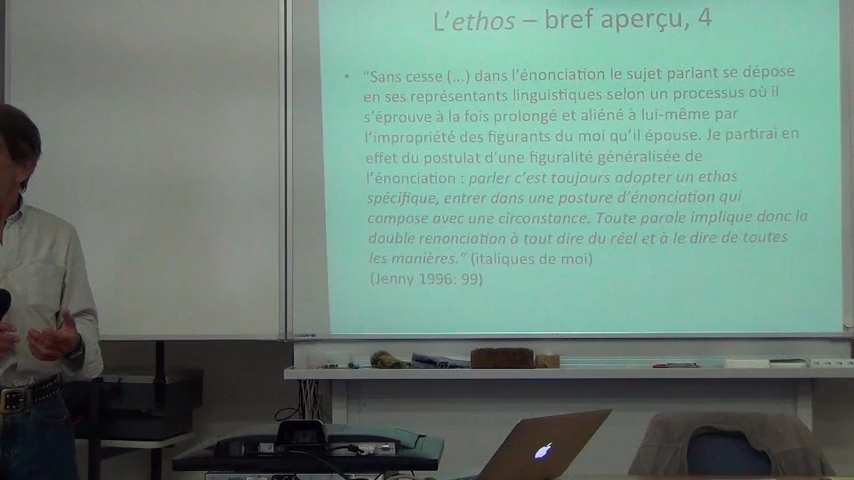 L'ethos – bref aperçu, 4
• "Sans cesse (...) dans l'énonciation le sujet parlant se dépose
en ses représentants linguistiques selon un processus où il
s'éprouve à la fois prolongé et aliéné à lui-même par
l'impropriété des figurants du moi qu'il épouse. Je partirai en
effet du postulat d'une figuralité généralisée de
l'énonciation : parler c'est toujours adopter un ethos
spécifique, entrer dans une posture d'énonciation qui
compose avec une circonstance. Toute parole implique donc la
double renonciation à tout dire du réel et à le dire de toutes
les manières." (italiques de moi)
(Jenny 1996: 99)